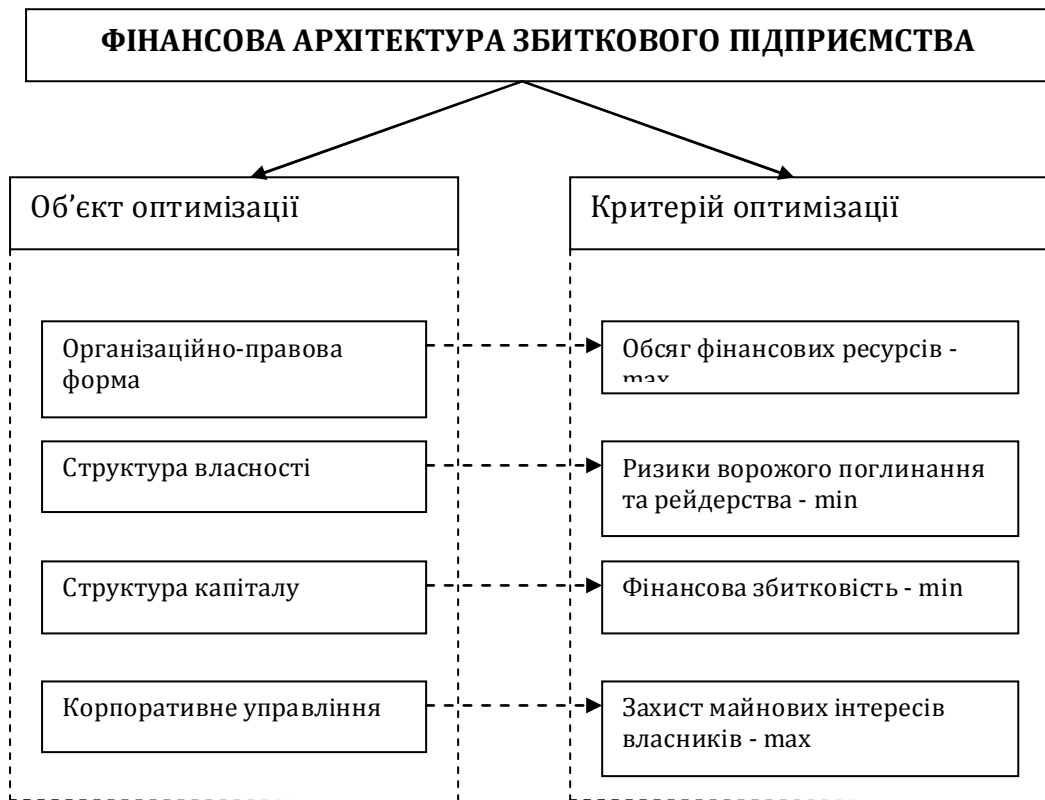 ФІНАНСОВА АРХІТЕКТУРА ЗБИТКОВОГО ПІДПРИЄМСТВА
Об’єкт оптимізації
Критерій оптимізації
Організаційно-правова
форма
Обсяг фінансових ресурсів -
max
Структура власності
Ризики ворожого поглинання
та рейдерства - min
Структура капіталу
Фінансова збитковість - min
Корпоративне управління
Захист майнових інтересів
власників - max